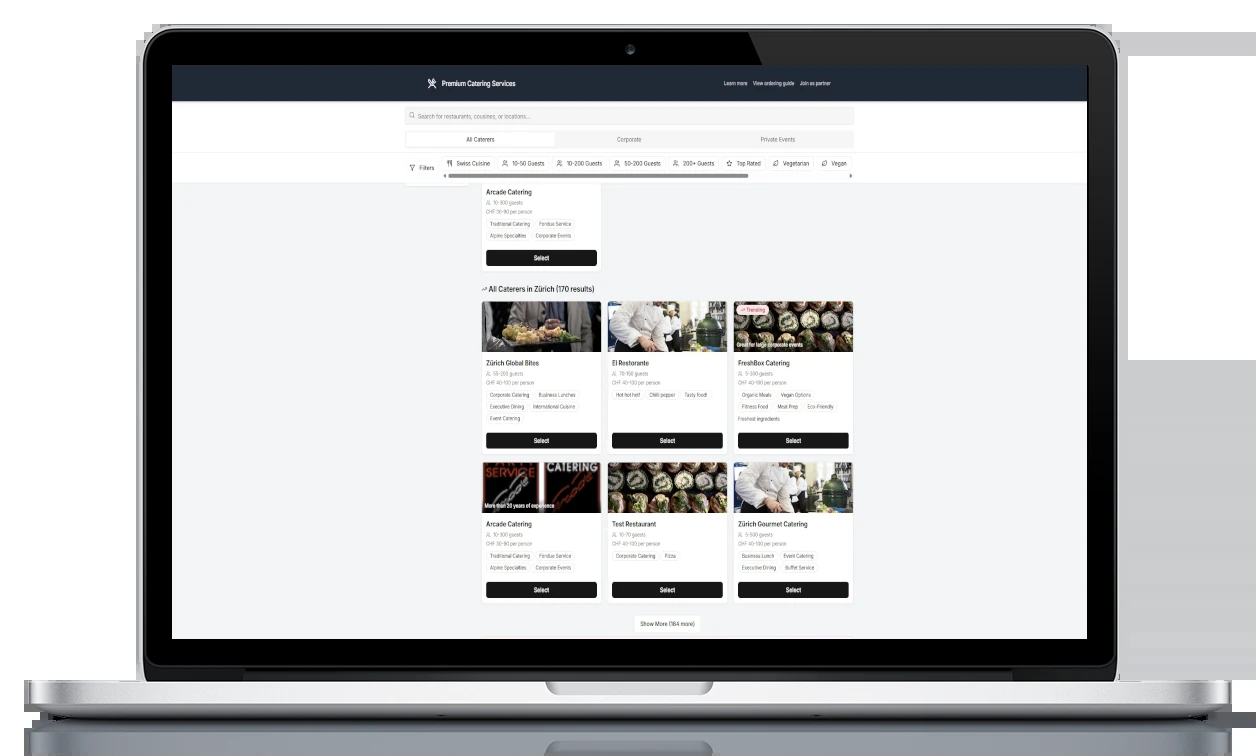 Premium Catering Services
Learn more View ordering guide Join us partner
Search for restaurants, cousines, or locations...
All Caterers Corporate Private Events
Filters Swiss Cuisine 10-50 Guests 10-200 Guests 50-200 Guests 200+ Guests Top Rated Vegetarian Vegan
Arcade Catering
10-300 guests
CHF 30-90 per person
Traditional Catering Fondue Service
Alpine Specialties Corporate Events
Select
All Caterers in Zürich (170 results)
Zürich Global Bites
50-200 guests
CHF 40-100 per person
Corporate Catering Business Lunches
Executive Dining International Cuisine
Event Catering
Select
El Restorante
70-150 guests
CHF 40-100 per person
Hot hot hot! Chilli pepper Tasty food!
Select
Trending
Great for large corporate events
FreshBox Catering
5-300 guests
CHF 40-100 per person
Organic Meals Vegan Options
Fitness Food Meal Prep Eco-Friendly
Freshest ingredients
Select
SERVICE CATERING
More than 20 years of experience
Arcade Catering
10-300 guests
CHF 30-90 per person
Traditional Catering Fondue Service
Alpine Specialties Corporate Events
Select
Test Restaurant
10-70 guests
CHF 40-100 per person
Corporate Catering Pizza
Select
Zürich Gourmet Catering
5-500 guests
CHF 40-100 per person
Business Lunch Event Catering
Executive Dining Buffet Service
Select
Show More (164 more)